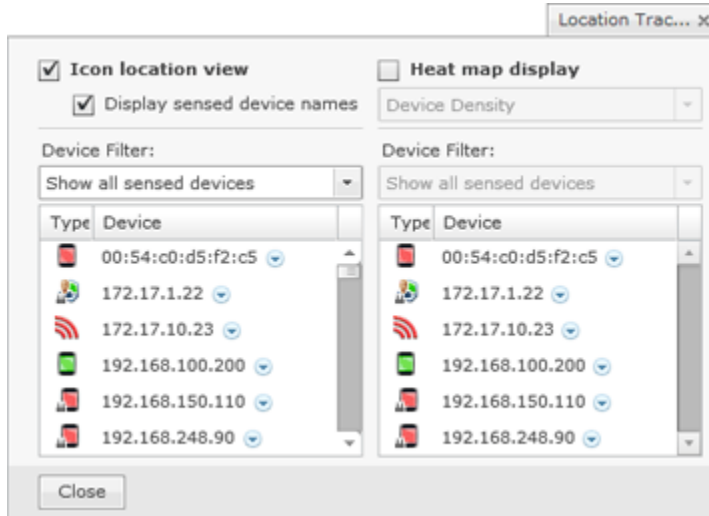 Location Trac... x
Icon location view
Display sensed device names
Device Filter:
Show all sensed devices
Type Device
00:54:c0:d5:f2:c5
172.17.1.22
172.17.10.23
192.168.100.200
192.168.150.110
192.168.248.90
Heat map display
Device Density
Device Filter:
Show all sensed devices
Type Device
00:54:c0:d5:f2:c5
172.17.1.22
172.17.10.23
192.168.100.200
192.168.150.110
192.168.248.90
Close